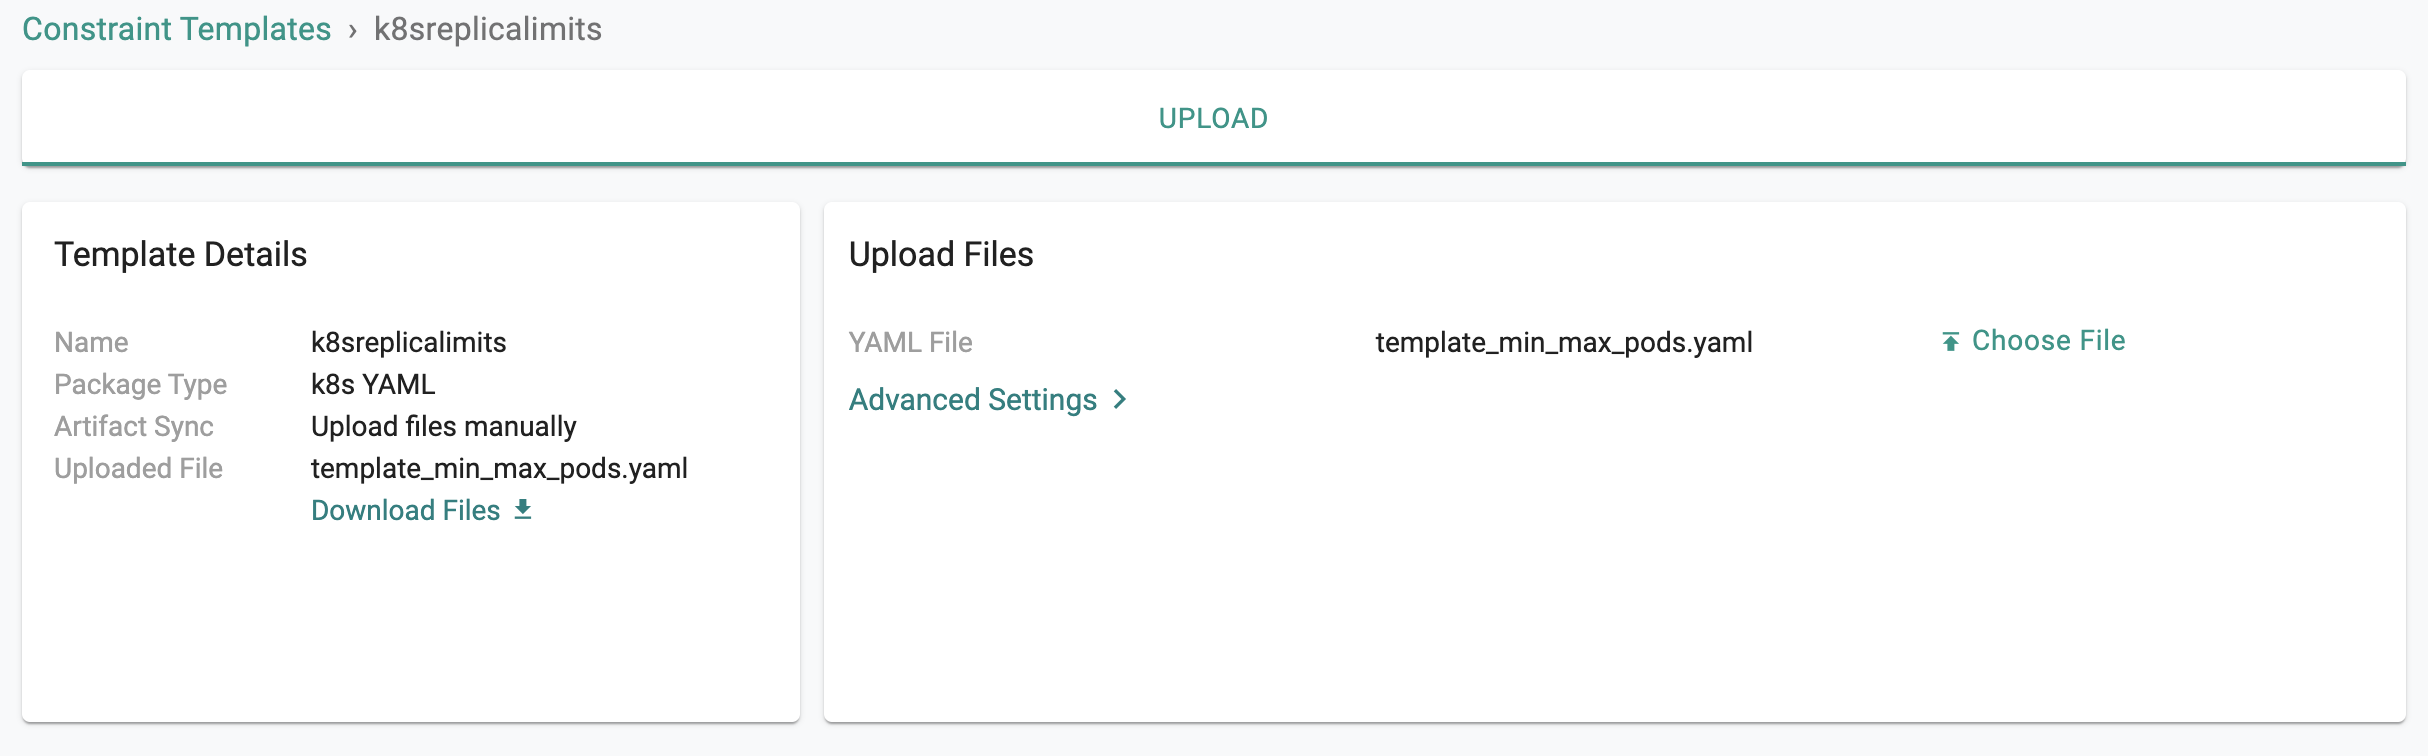 Constraint Templates › k8sreplicalimits
UPLOAD
Template Details
Name k8sreplicalimits
Package Type k8s YAML
Artifact Sync Upload files manually
Uploaded File template_min_max_pods.yaml
Download Files
Upload Files
YAML File template_min_max_pods.yaml Choose File
Advanced Settings